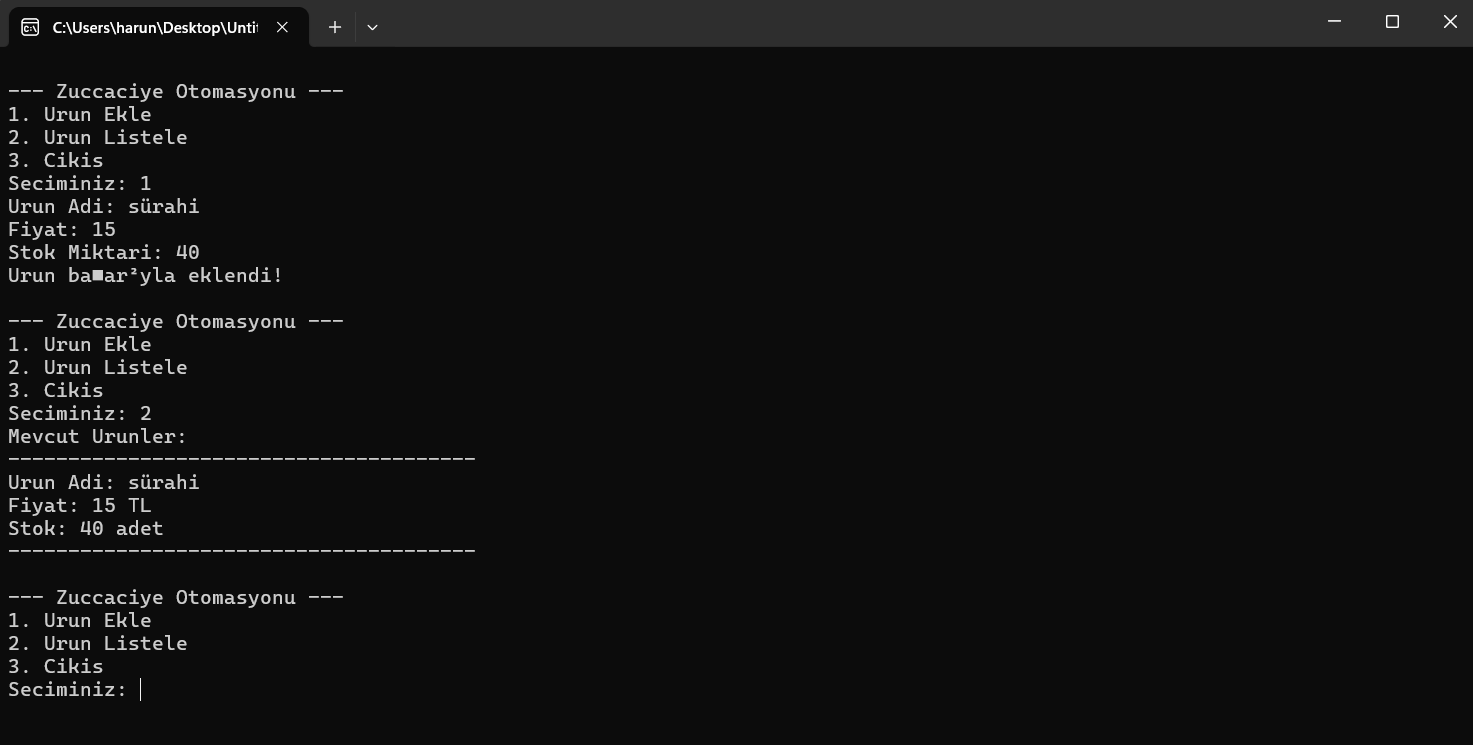 C:\Users\harun\Desktop\Unti
--- Zuccaciye Otomasyonu ---
1. Urun Ekle
2. Urun Listele
3. Cikis
Seciminiz: 1
Urun Adi: sürahi
Fiyat: 15
Stok Miktari: 40
Urun ba■ar²yla eklendi!
--- Zuccaciye Otomasyonu ---
1. Urun Ekle
2. Urun Listele
3. Cikis
Seciminiz: 2
Mevcut Urunler:
---------------------------------------
Urun Adi: sürahi
Fiyat: 15 TL
Stok: 40 adet
---------------------------------------
--- Zuccaciye Otomasyonu ---
1. Urun Ekle
2. Urun Listele
3. Cikis
Seciminiz: